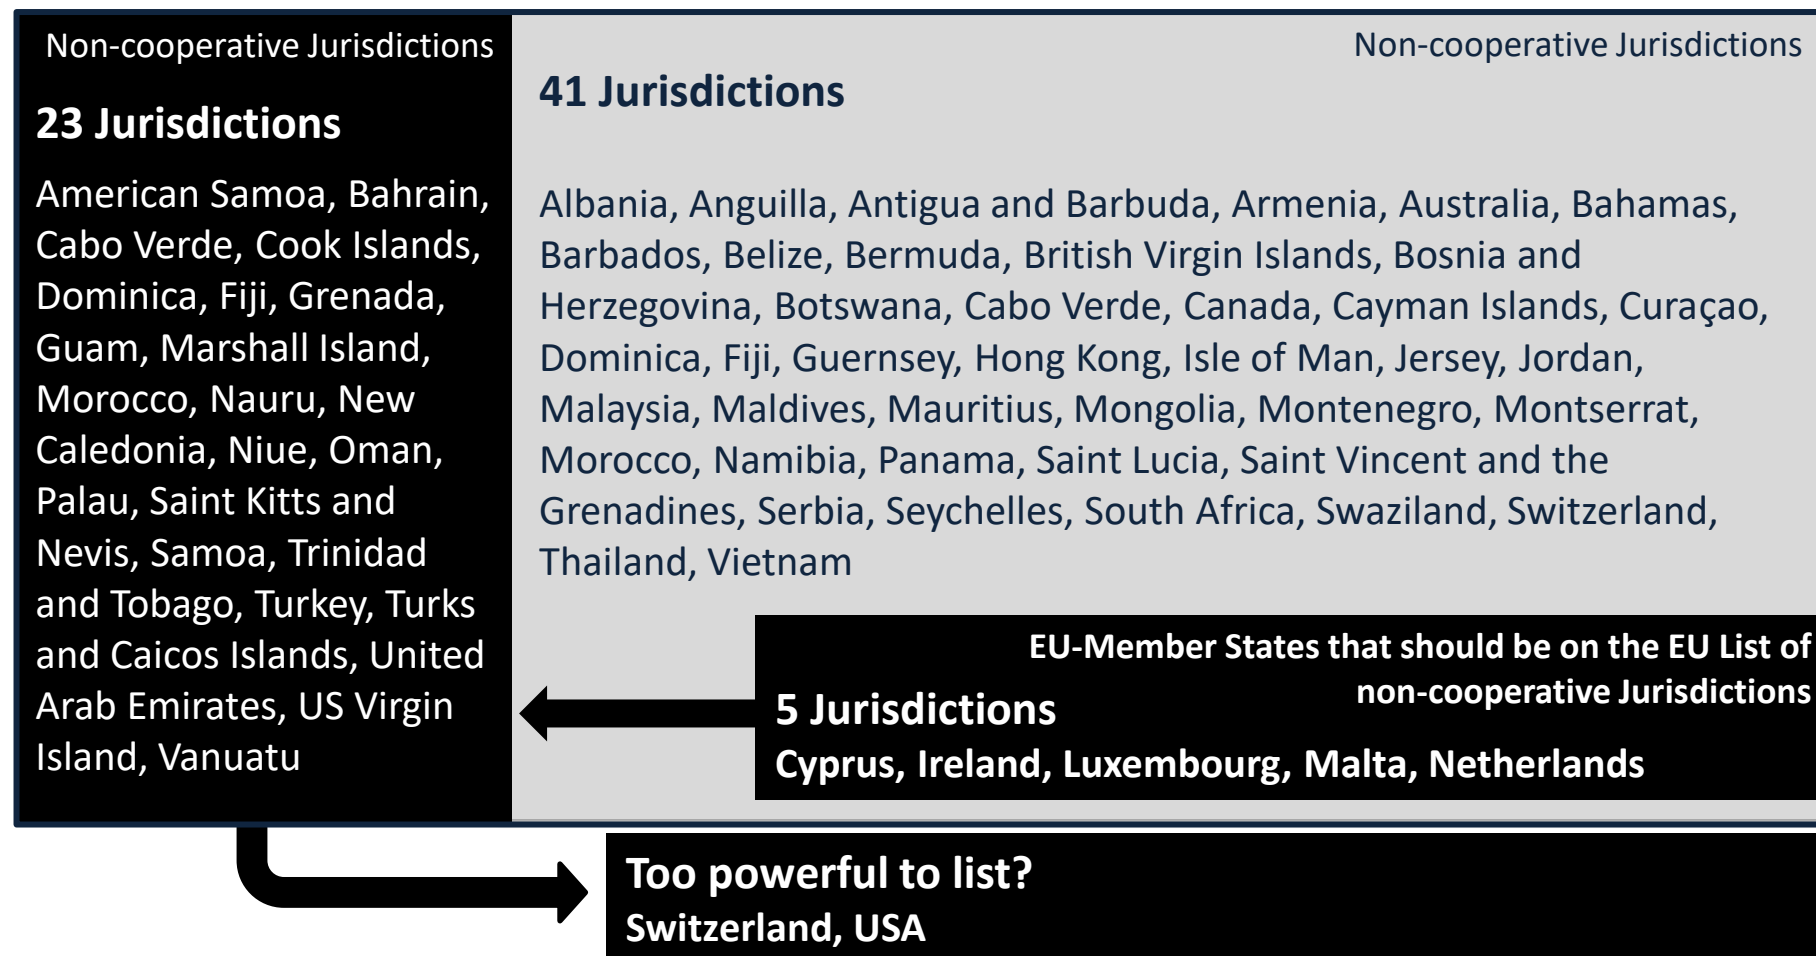 Non-cooperative Jurisdictions
23 Jurisdictions
American Samoa, Bahrain,
Cabo Verde, Cook Islands,
Dominica, Fiji, Grenada,
Guam, Marshall Island,
Morocco, Nauru, New
Caledonia, Niue, Oman,
Palau, Saint Kitts and
Nevis, Samoa, Trinidad
and Tobago, Turkey, Turks
and Caicos Islands, United
Arab Emirates, US Virgin
Island, Vanuatu
Non-cooperative Jurisdictions
41 Jurisdictions
Albania, Anguilla, Antigua and Barbuda, Armenia, Australia, Bahamas,
Barbados, Belize, Bermuda, British Virgin Islands, Bosnia and
Herzegovina, Botswana, Cabo Verde, Canada, Cayman Islands, Curaçao,
Dominica, Fiji, Guernsey, Hong Kong, Isle of Man, Jersey, Jordan,
Malaysia, Maldives, Mauritius, Mongolia, Montenegro, Montserrat,
Morocco, Namibia, Panama, Saint Lucia, Saint Vincent and the
Grenadines, Serbia, Seychelles, South Africa, Swaziland, Switzerland,
Thailand, Vietnam
EU-Member States that should be on the EU List of
non-cooperative Jurisdictions
5 Jurisdictions
Cyprus, Ireland, Luxembourg, Malta, Netherlands
Too powerful to list?
Switzerland, USA